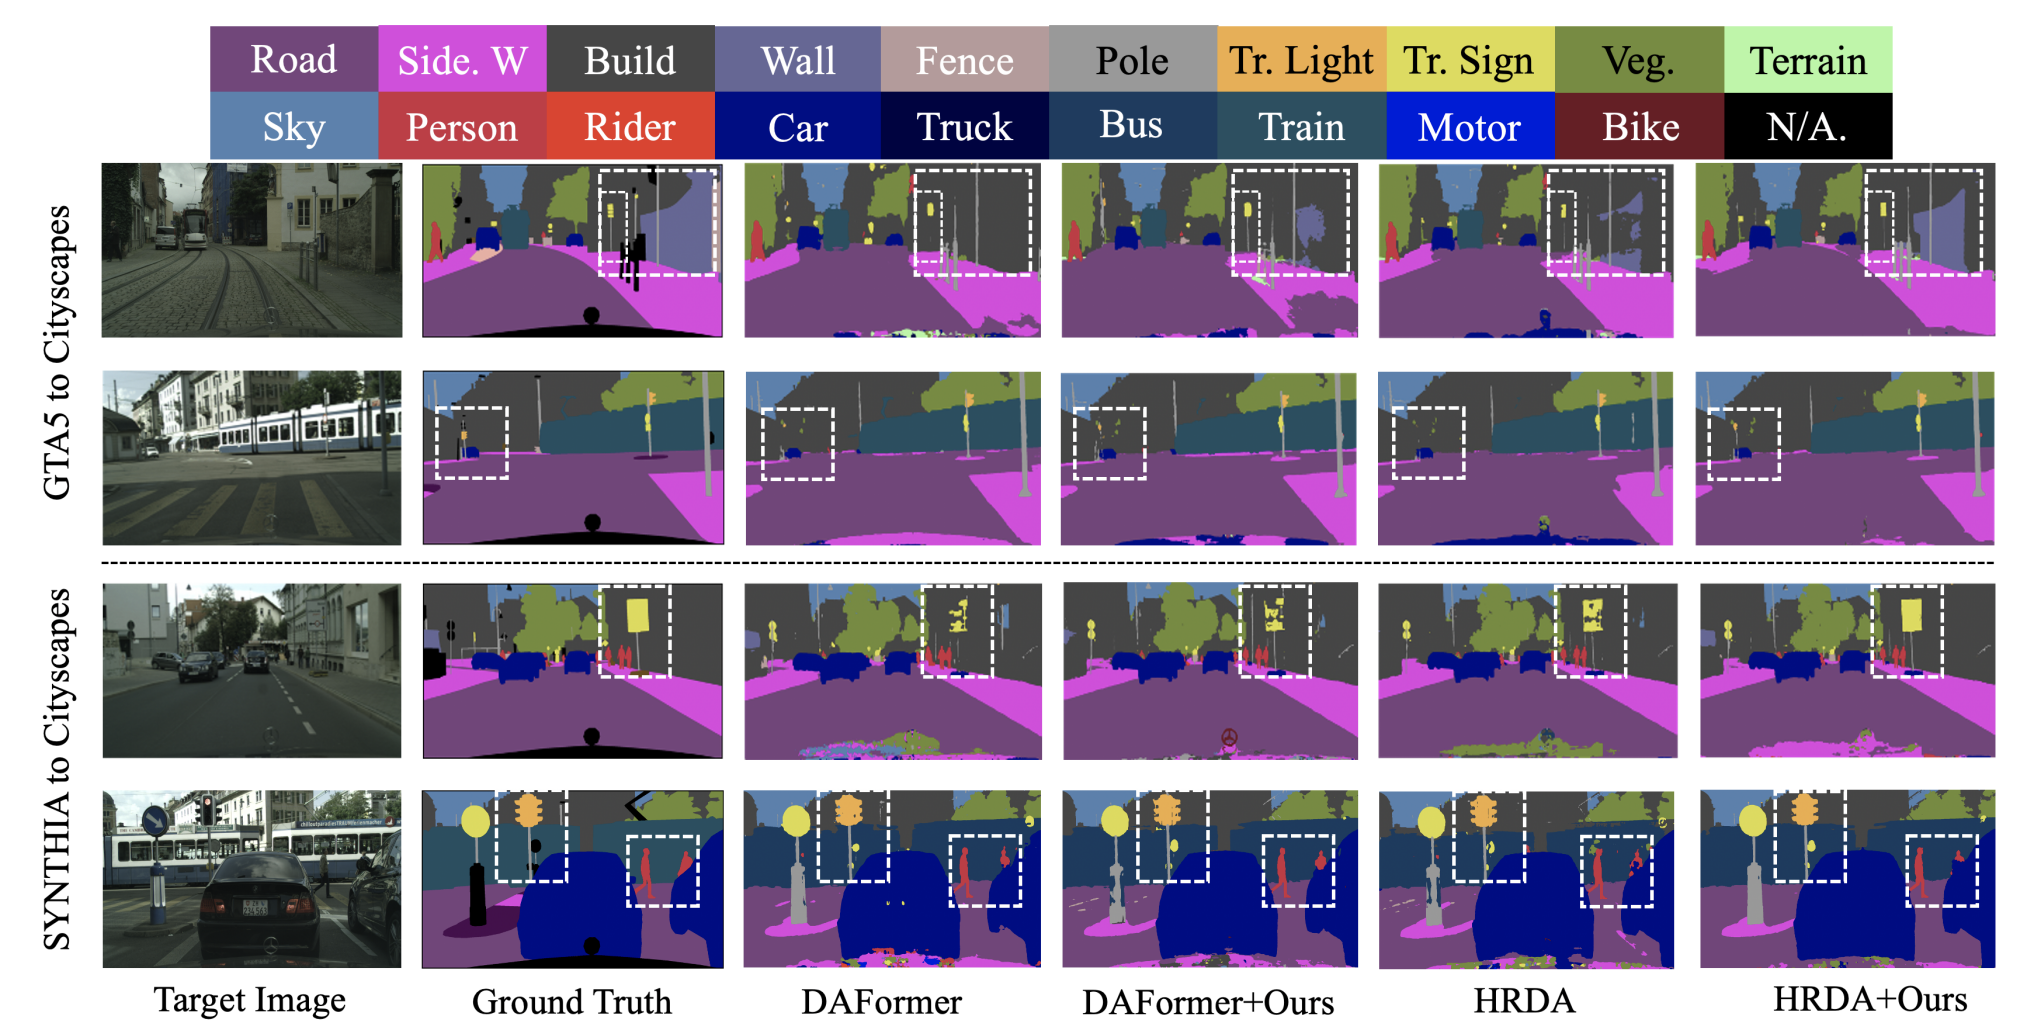 Road Side. W Build Wall Fence Pole Tr. Light Tr. Sign Veg. Terrain
Sky Person Rider Car Truck Bus Train Motor Bike N/A.
GTA5 to Cityscapes
SYNTHIA to Cityscapes
Target Image Ground Truth DAFormer DAFormer+Ours HRDA HRDA+Ours